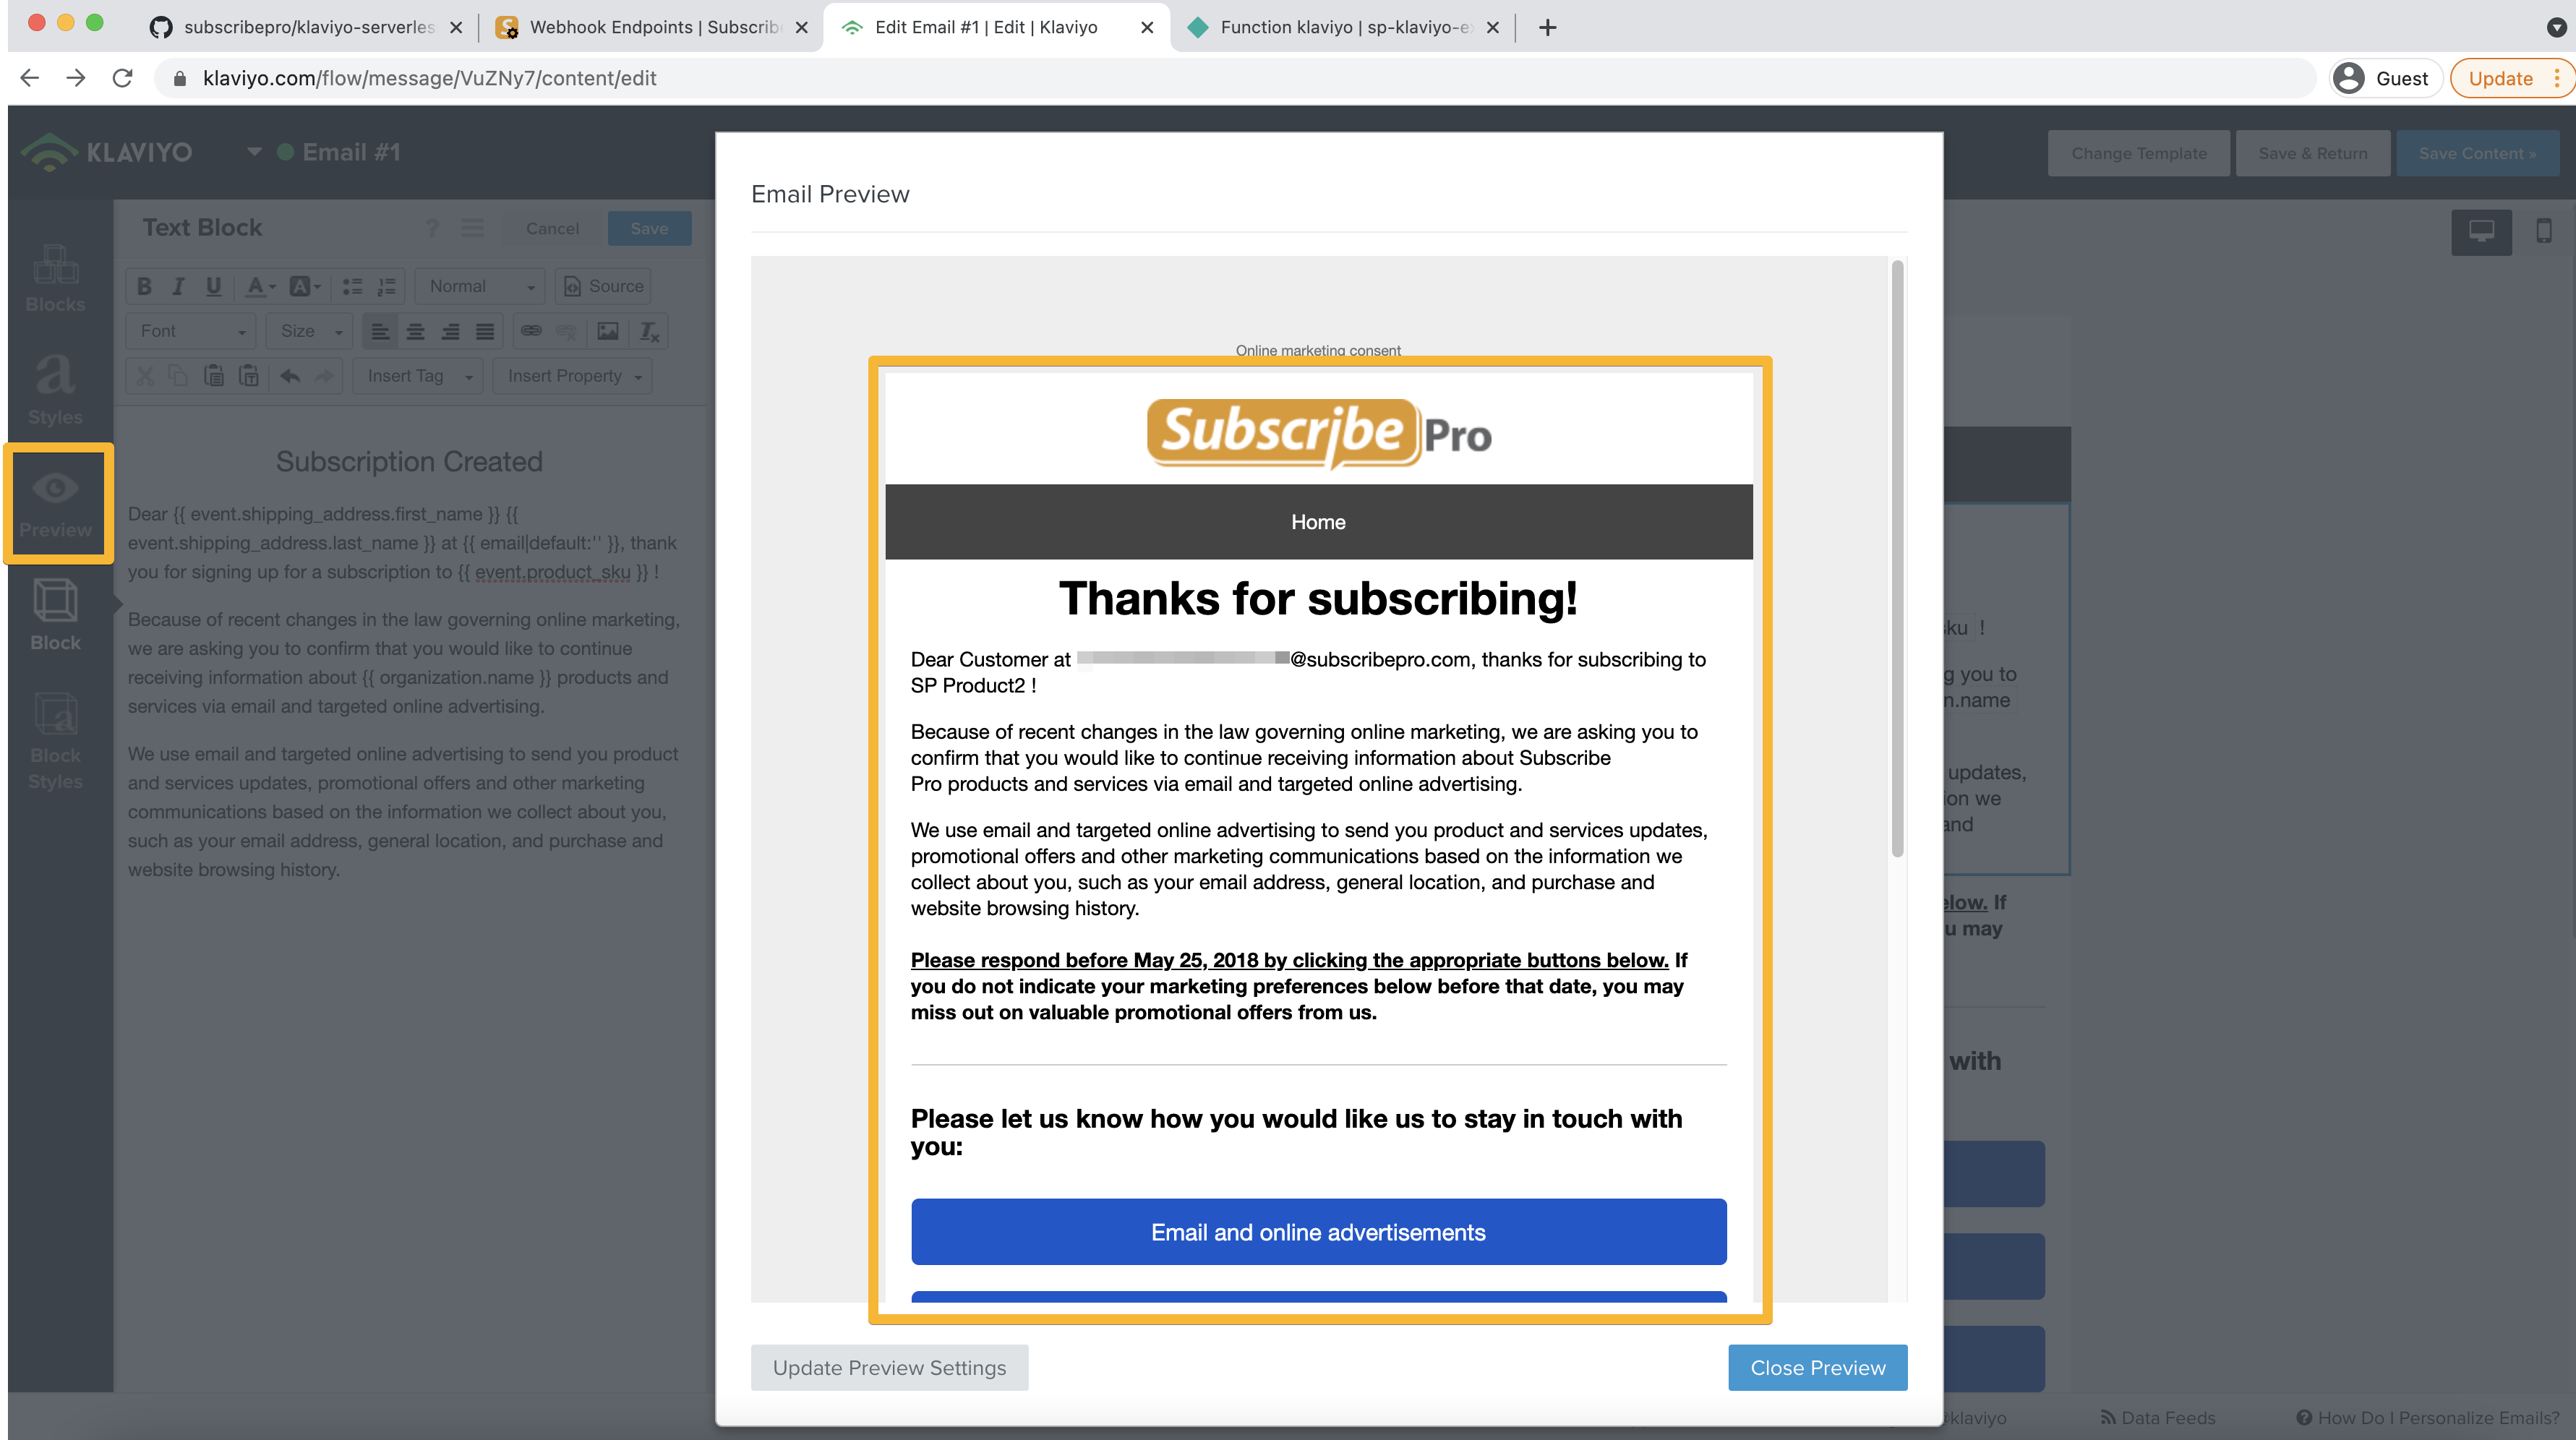 subscribepro/klaviyo-serverles
Webhook Endpoints | Subscrib
Edit Email #1 | Edit | Klaviyo
Function klaviyo | sp-klaviyo-e
klaviyo.com/flow/message/VuZNy7/content/edit
Guest
Update
KLAVIYO
Email #1
Change Template
Save & Return
Save Content »
Text Block
?
Cancel
Save
B I U A A
Normal
Source
Font
Size
Insert Tag
Insert Property
Blocks
Styles
Preview
Block
Block
Styles
Subscription Created
Dear {{ event.shipping_address.first_name }} {{
event.shipping_address.last_name }} at {{ email|default:'' }}, thank
you for signing up for a subscription to {{ event.product_sku }} !
Because of recent changes in the law governing online marketing,
we are asking you to confirm that you would like to continue
receiving information about {{ organization.name }} products and
services via email and targeted online advertising.
We use email and targeted online advertising to send you product
and services updates, promotional offers and other marketing
communications based on the information we collect about you,
such as your email address, general location, and purchase and
website browsing history.
Email Preview
Online marketing consent
Subscribe Pro
Home
Thanks for subscribing!
Dear Customer at @subscribepro.com, thanks for subscribing to
SP Product2 !
Because of recent changes in the law governing online marketing, we are asking you to
confirm that you would like to continue receiving information about Subscribe
Pro products and services via email and targeted online advertising.
We use email and targeted online advertising to send you product and services updates,
promotional offers and other marketing communications based on the information we
collect about you, such as your email address, general location, and purchase and
website browsing history.
Please respond before May 25, 2018 by clicking the appropriate buttons below. If
you do not indicate your marketing preferences below before that date, you may
miss out on valuable promotional offers from us.
Please let us know how you would like us to stay in touch with
you:
Email and online advertisements
Update Preview Settings
Close Preview
ku !
g you to
n.name
updates,
ion we
and
elow. If
u may
with
klaviyo
Data Feeds
How Do I Personalize Emails?